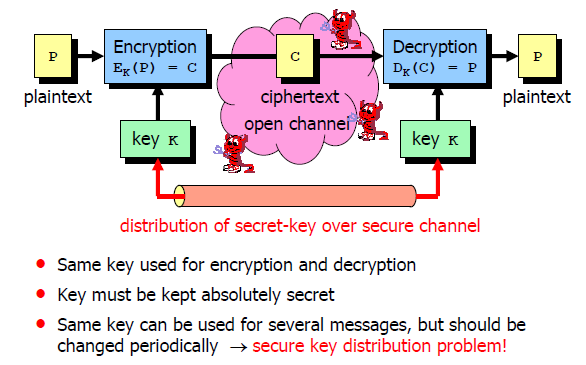 P
Encryption
E_K(P) = C
C
Decryption
D_K(C) = P
P
plaintext
ciphertext
plaintext
open channel
key K
key K
distribution of secret-key over secure channel
• Same key used for encryption and decryption
• Key must be kept absolutely secret
• Same key can be used for several messages, but should be
changed periodically → secure key distribution problem!